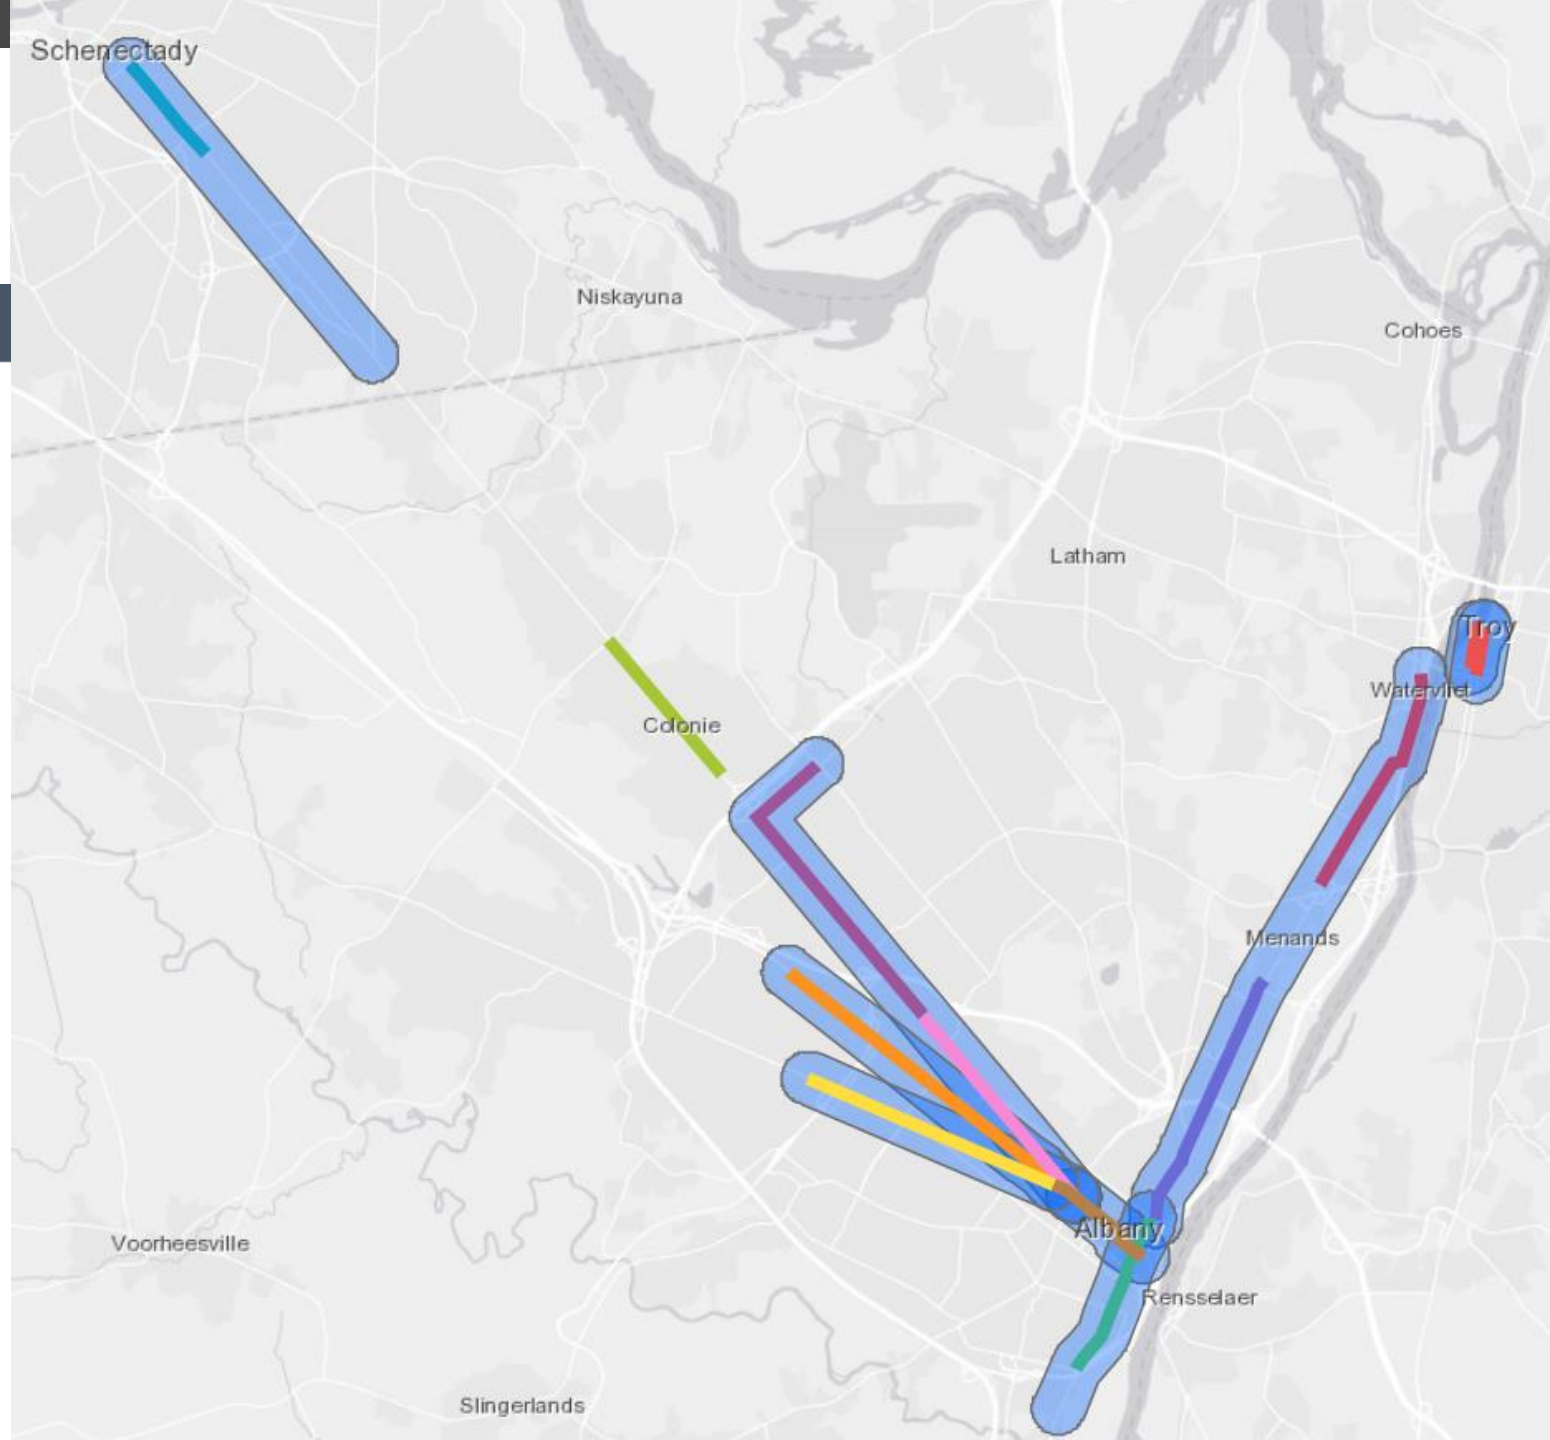 Schenectady
Niskayuna
Cohoes
Latham
Troy
Watervliet
Colonie
Menands
Albany
Voorheesville
Rensselaer
Slingerlands